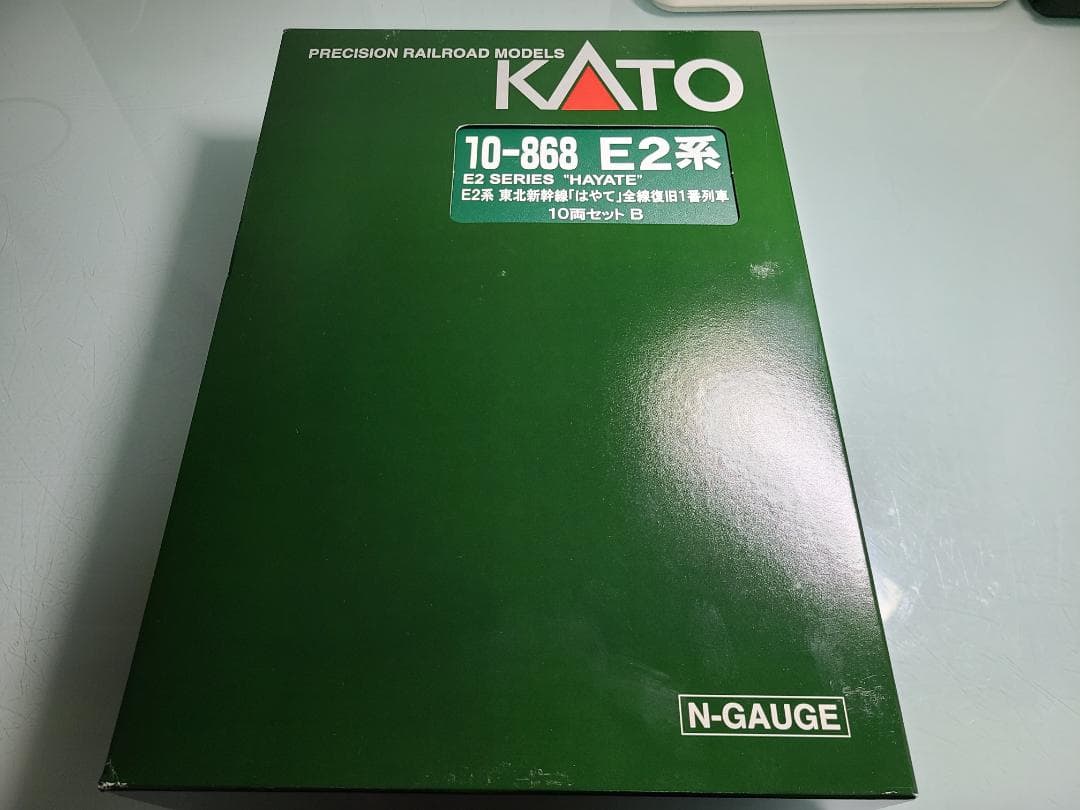 PRECISION RAILROAD MODELS
KATO
10-868 E2系
E2 SERIES "HAYATE"
E2系 東北新幹線「はやて」全線復旧1番列車
10両セット B
N-GAUGE